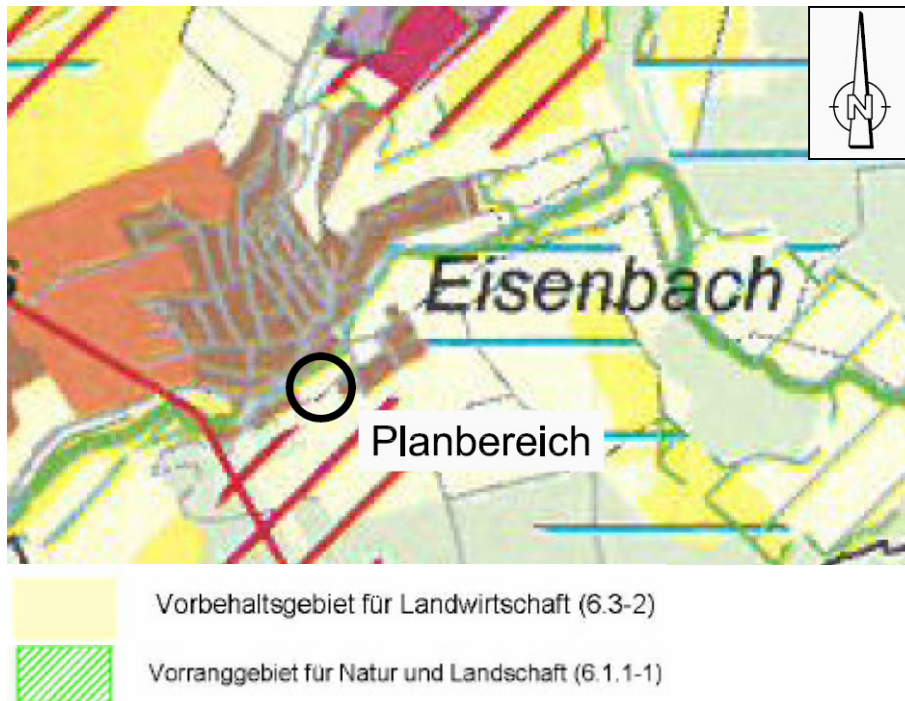 N
Eisenbach
Planbereich
Vorbehaltsgebiet für Landwirtschaft (6.3-2)
Vorranggebiet für Natur und Landschaft (6.1.1-1)